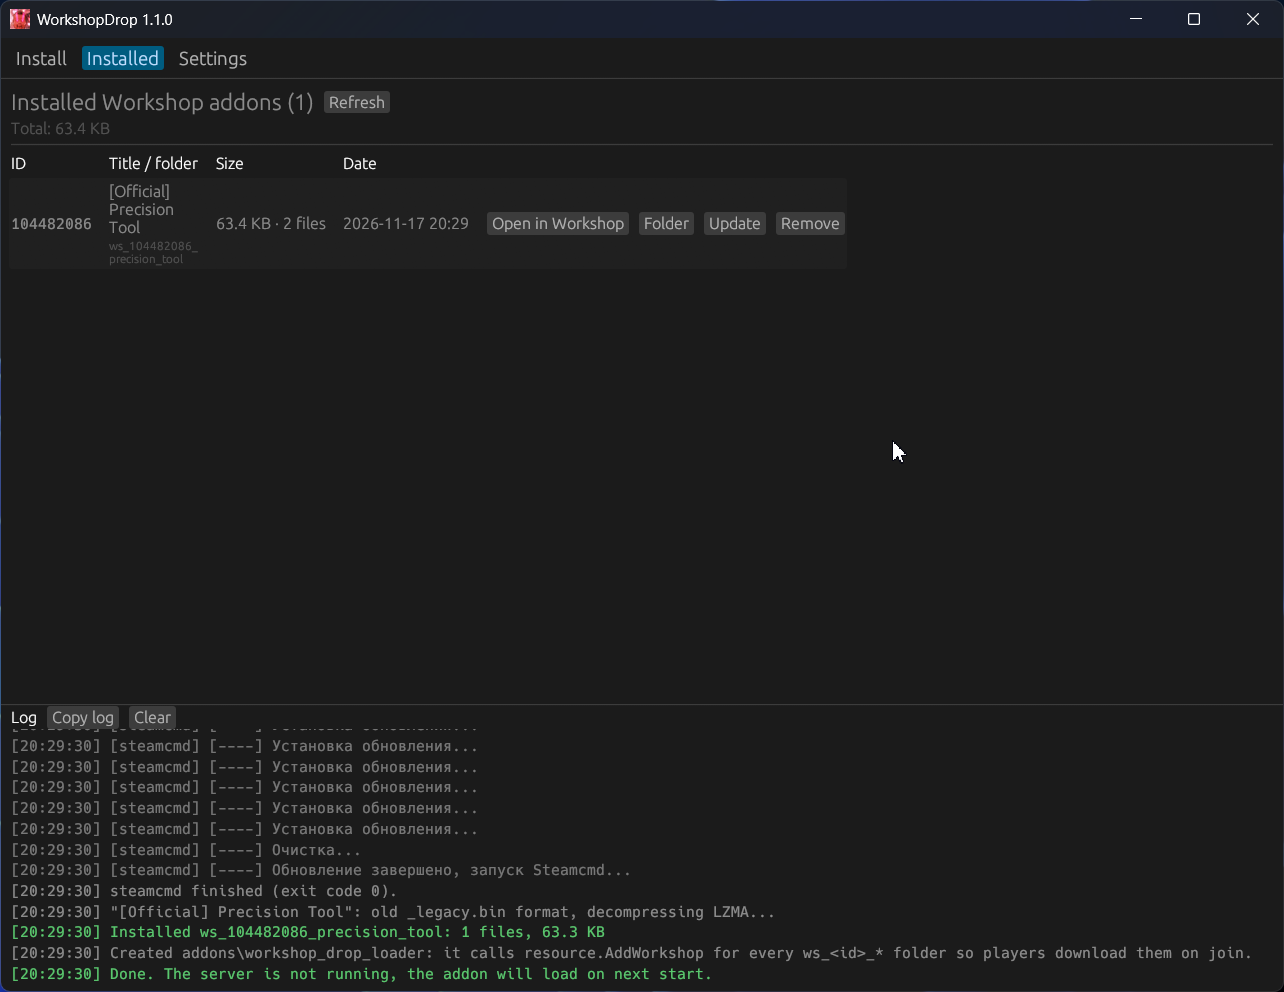 WorkshopDrop 1.1.0
Install Installed Settings
Installed Workshop addons (1) Refresh
Total: 63.4 KB
ID Title / folder Size Date
[Official]
Precision
Tool
104482086 63.4 KB · 2 files 2026-11-17 20:29 Open in Workshop Folder Update Remove
ws_104482086_
precision_tool
Log Copy log Clear
[20:29:30] [steamcmd] [----] Установка обновления...
[20:29:30] [steamcmd] [----] Установка обновления...
[20:29:30] [steamcmd] [----] Установка обновления...
[20:29:30] [steamcmd] [----] Установка обновления...
[20:29:30] [steamcmd] [----] Установка обновления...
[20:29:30] [steamcmd] [----] Очистка...
[20:29:30] [steamcmd] [----] Обновление завершено, запуск Steamcmd...
[20:29:30] steamcmd finished (exit code 0).
[20:29:30] "[Official] Precision Tool": old _legacy.bin format, decompressing LZMA...
[20:29:30] Installed ws_104482086_precision_tool: 1 files, 63.3 KB
[20:29:30] Created addons\workshop_drop_loader: it calls resource.AddWorkshop for every ws_<id>_* folder so players download them on join.
[20:29:30] Done. The server is not running, the addon will load on next start.